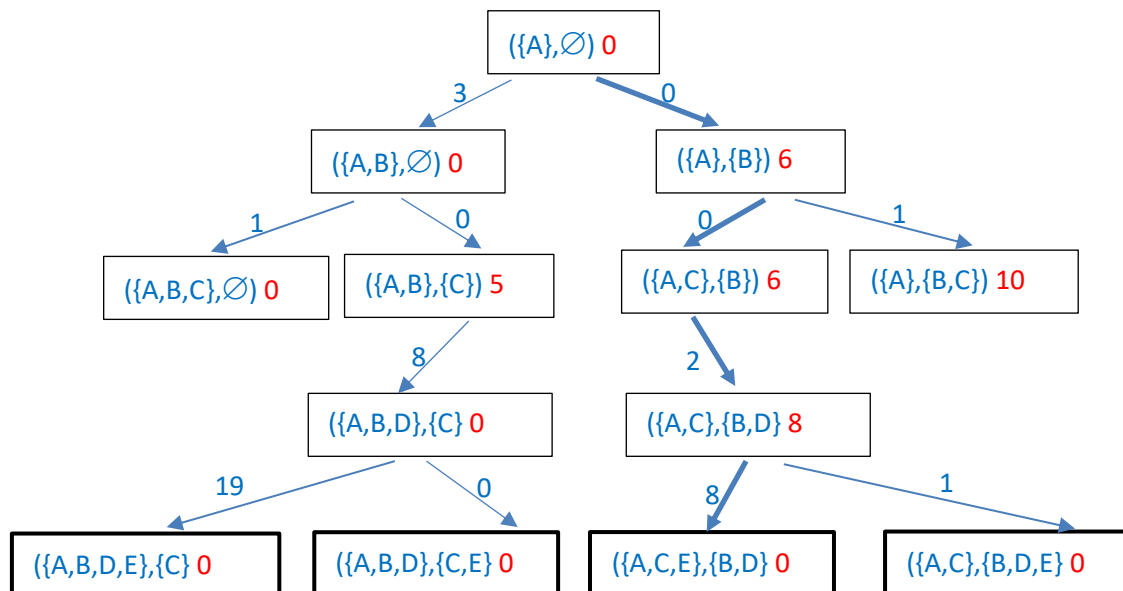 ({A},∅) 0
3
0
({A,B},∅) 0
({A},{B}) 6
1
0
0
1
({A,B,C},∅) 0
({A,B},{C}) 5
({A,C},{B}) 6
({A},{B,C}) 10
8
2
({A,B,D},{C} 0
({A,C},{B,D} 8
19
0
8
1
({A,B,D,E},{C} 0
({A,B,D},{C,E} 0
({A,C,E},{B,D} 0
({A,C},{B,D,E} 0